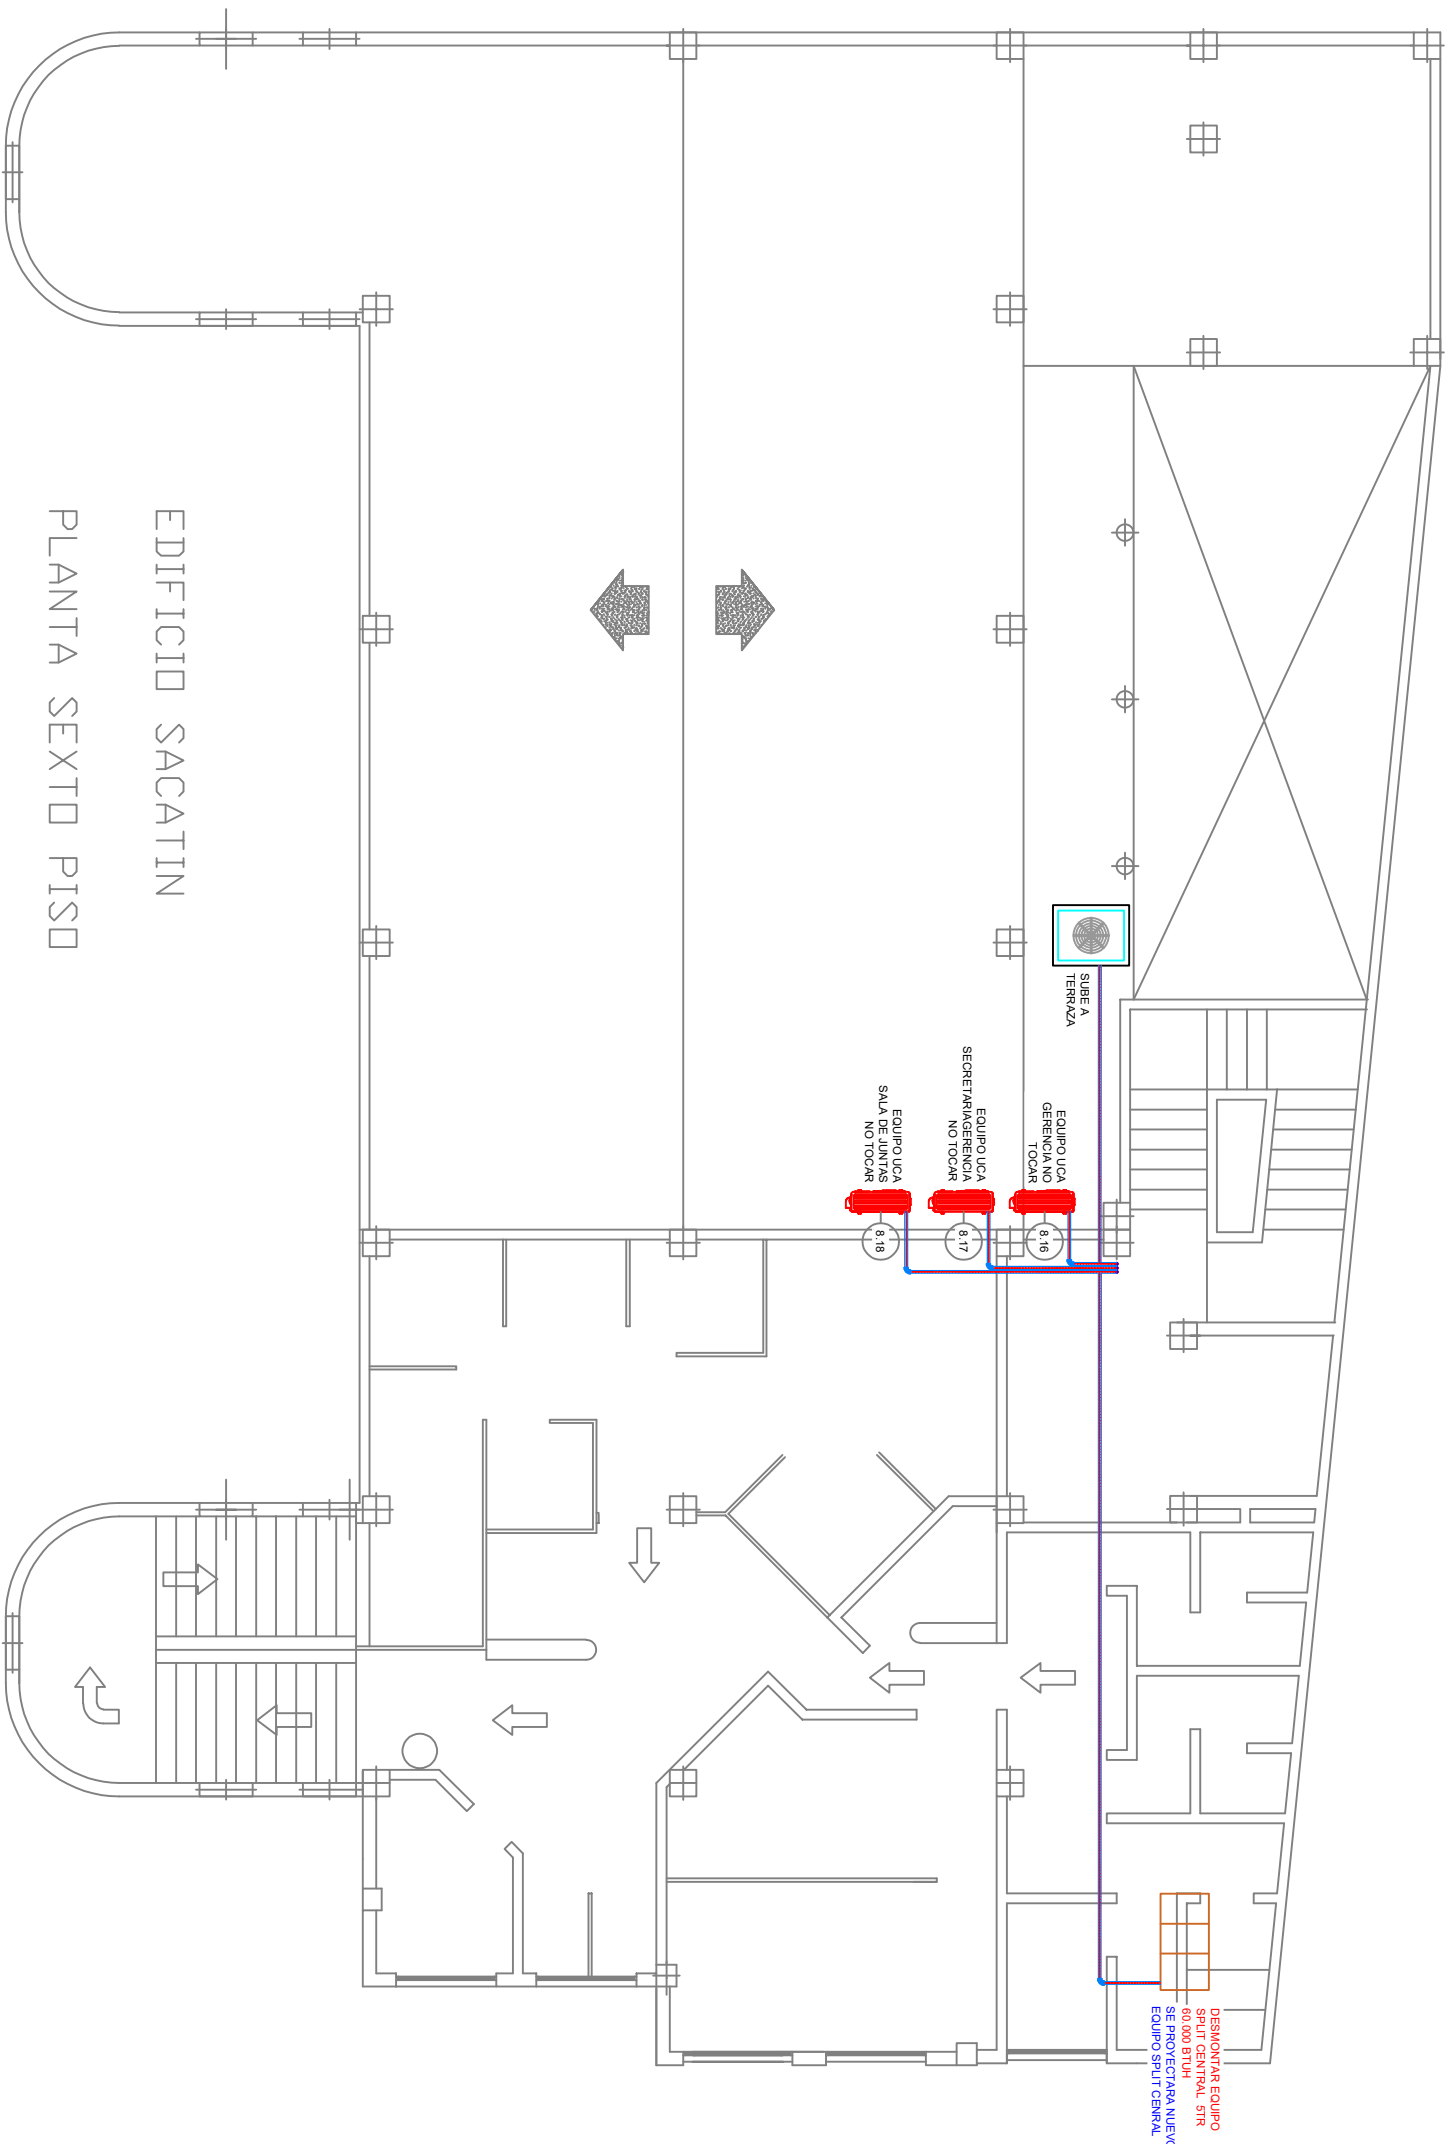 EDIFICIO SACATIN
PLANTA SEXTO PISO
SUBE A
TERRAZA
EQUIPO UCA
GERENCIA NO
TOCAR
8.16
EQUIPO UCA
SECRETARIAGERENCIA
NO TOCAR
8.17
EQUIPO UCA
SALA DE JUNTAS
NO TOCAR
8.18
DESMONTAR EQUIPO
SPLIT CENTRAL 5TR
60.000 BTUH
SE PROYECTARA NUEVO
EQUIPO SPLIT CENRAL